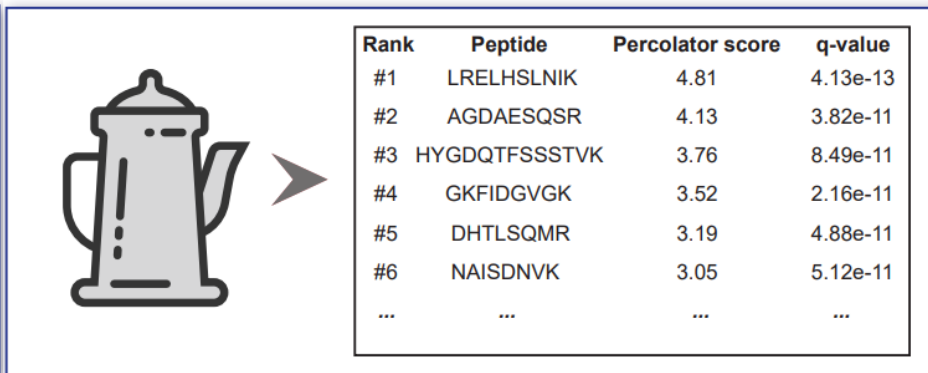 Rank Peptide Percolator score q-value
#1 LRELHSLNIK 4.81 4.13e-13
#2 AGDAESQSR 4.13 3.82e-11
#3 HYGDQTFSSSTVK 3.76 8.49e-11
#4 GKFIDGVGK 3.52 2.16e-11
#5 DHTLSQMR 3.19 4.88e-11
#6 NAISDNVK 3.05 5.12e-11
... ... ... ...